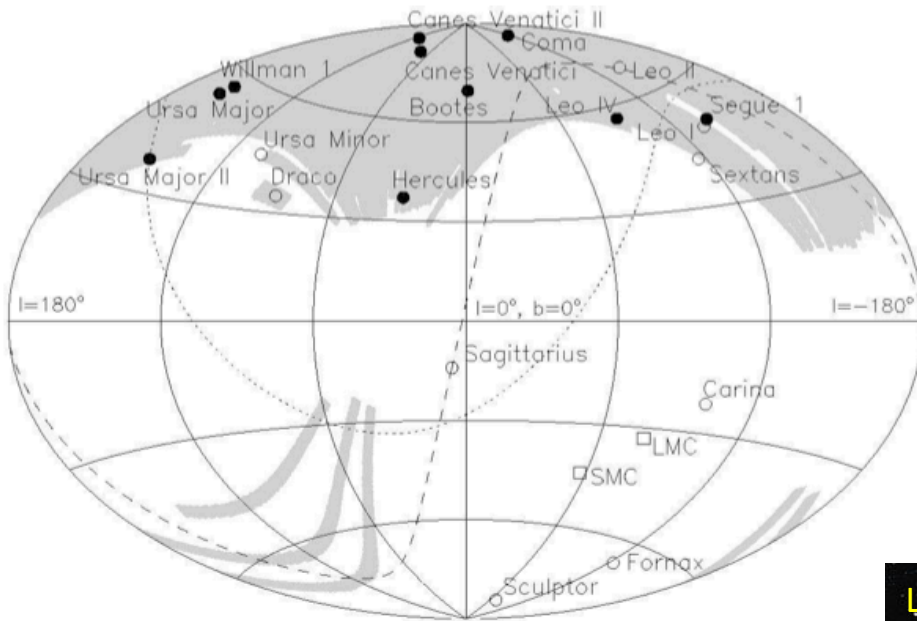 Canes Venatici II
Coma
Willman 1
Canes Venatici
Leo II
Ursa Major
Bootes
Leo IV
Segue 1
Ursa Minor
Leo I
Ursa Major II
Draco
Hercules
Sextans
l=180°
l=0°, b=0°
l=-180°
Sagittarius
Carina
LMC
SMC
Fornax
Sculptor